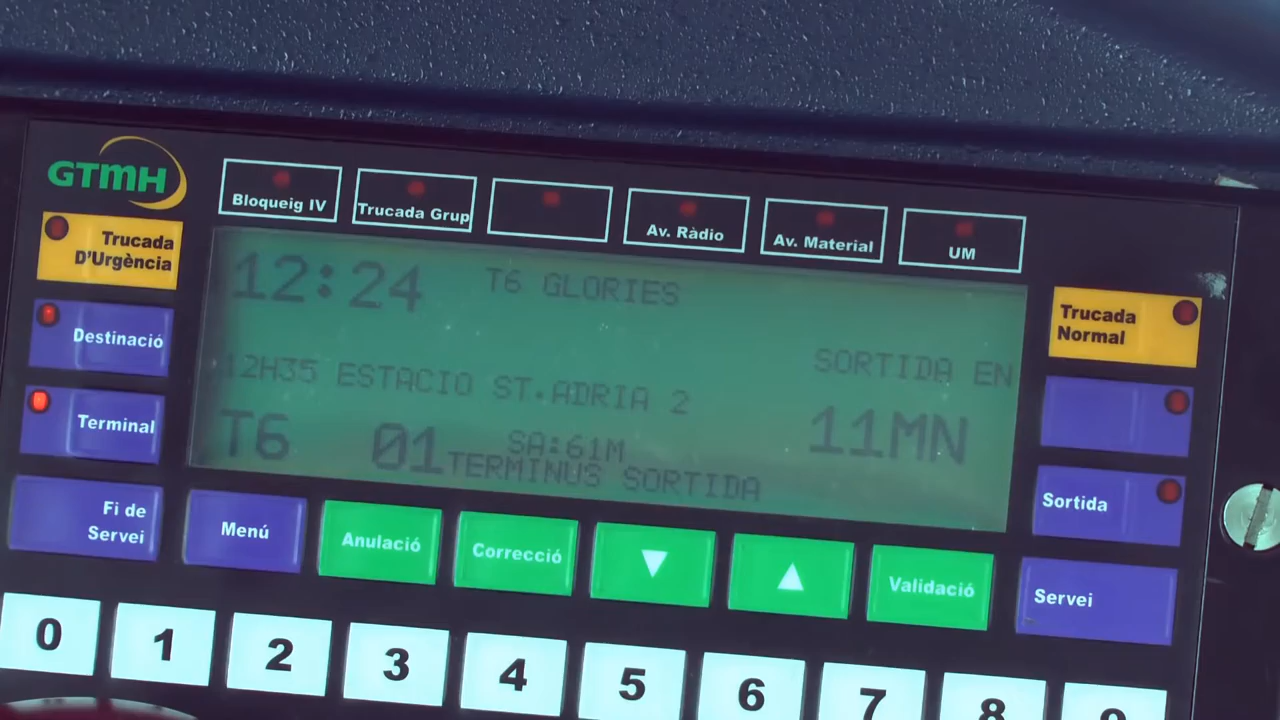 GTMH
Bloqueig IV
Trucada Grup
Av. Ràdio
Av. Material
UM
Trucada
D'Urgència
Destinació
Terminal
Fi de
Servei
12:24
T6 GLORIES
SORTIDA EN
12H35 ESTACIO ST.ADRIA 2
11MN
T6
01
SA:61M
TERMINUS SORTIDA
Trucada
Normal
Sortida
Servei
Menú
Anulació
Correcció
▼
▲
Validació
0 1 2 3 4 5 6 7 8 9